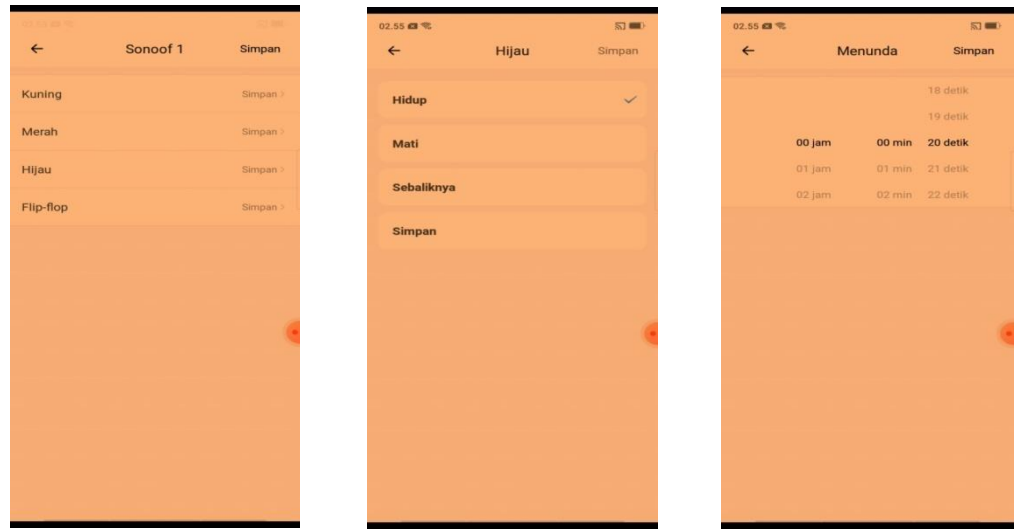 Sonoof 1 Simpan
Kuning Simpan >
Merah Simpan >
Hijau Simpan >
Flip-flop Simpan >
02.55
Hijau Simpan
Hidup
Mati
Sebaliknya
Simpan
02.55
Menunda Simpan
18 detik
19 detik
00 jam 00 min 20 detik
01 jam 01 min 21 detik
02 jam 02 min 22 detik